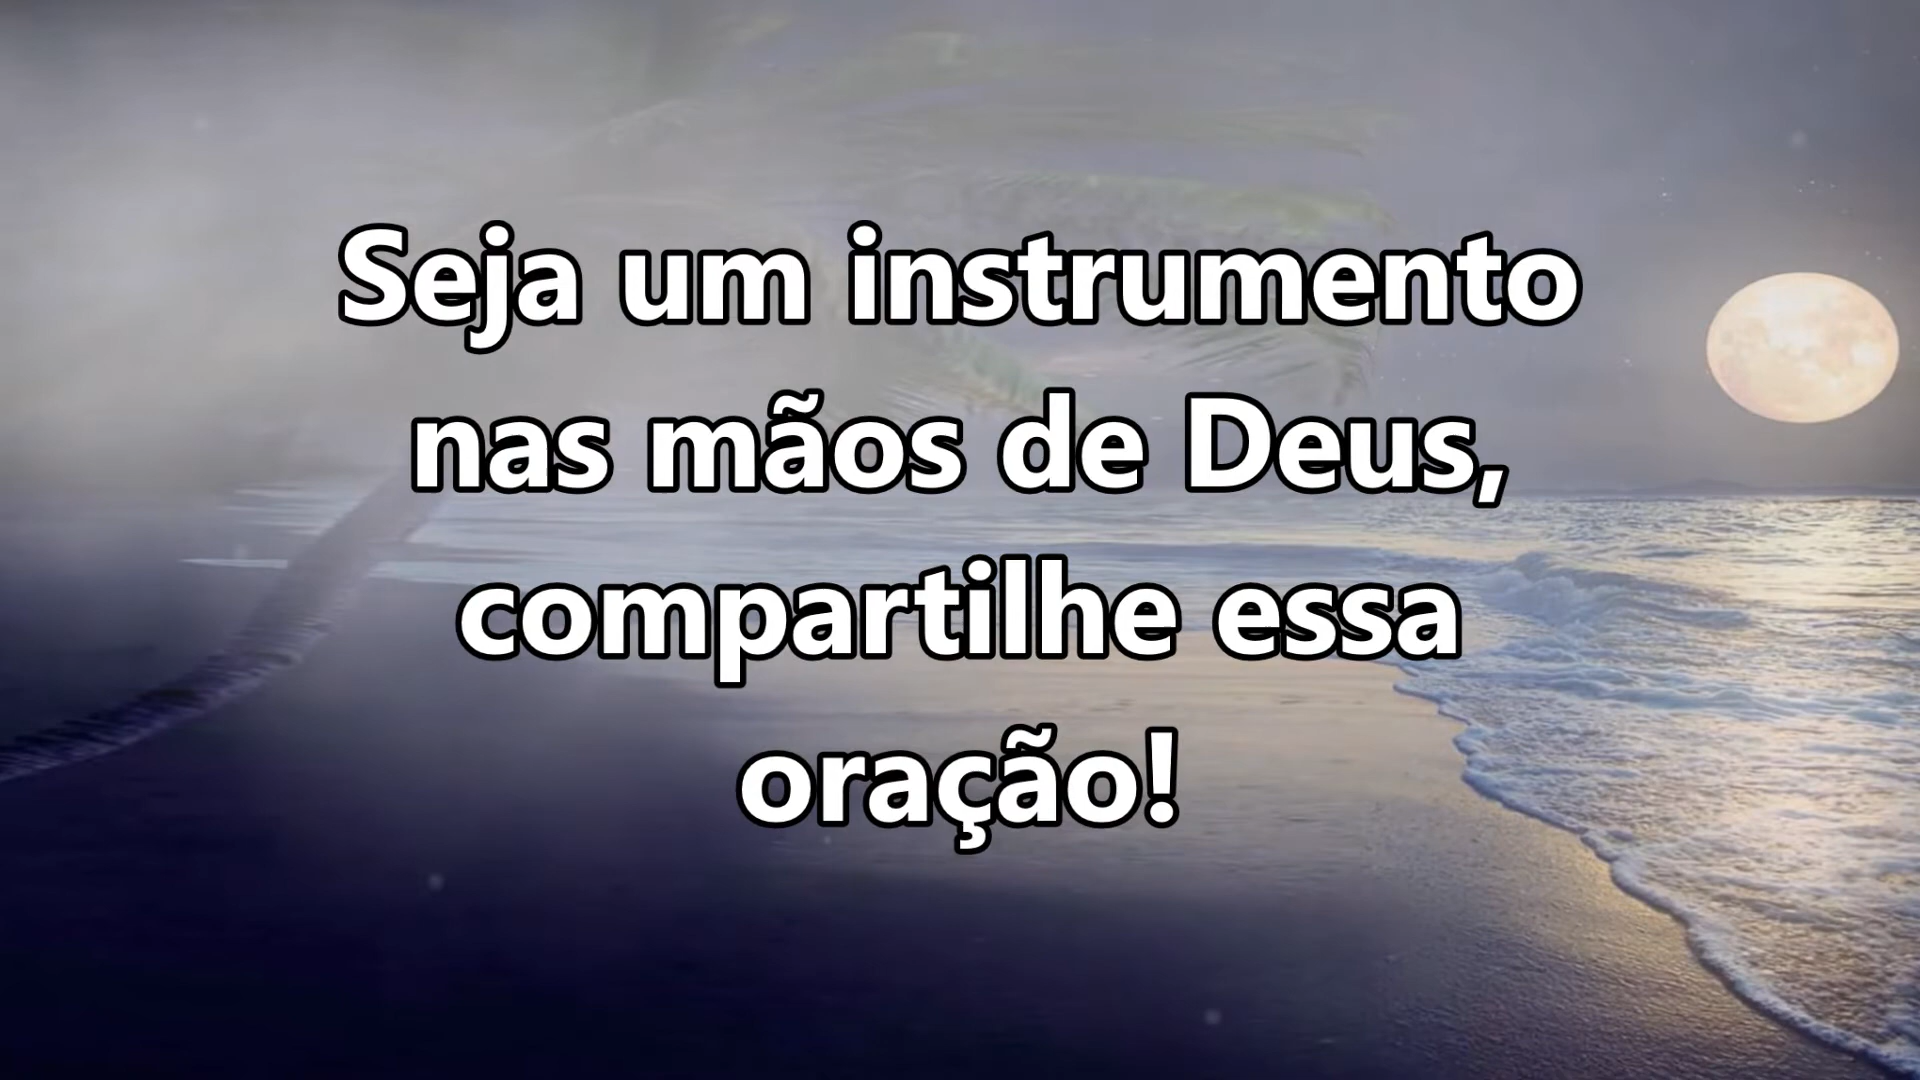 Seja um instrumento
nas mãos de Deus,
compartilhe essa
oração!